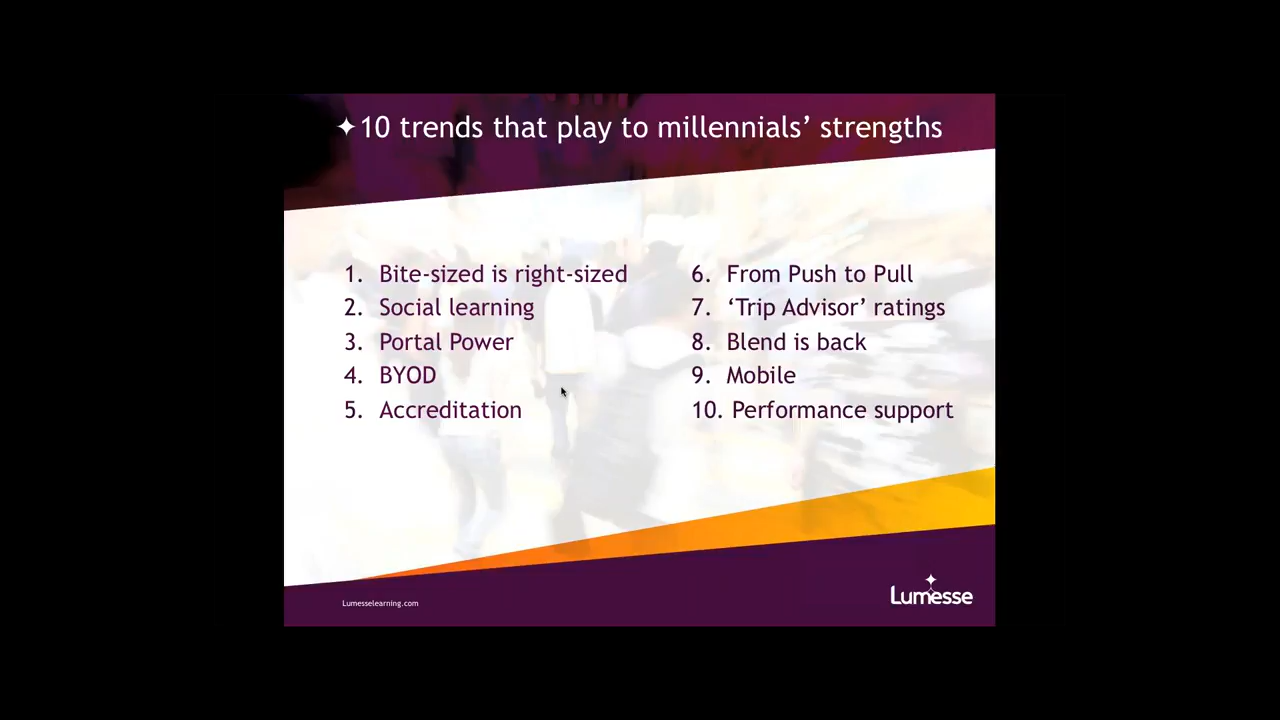 10 trends that play to millennials’ strengths
1. Bite-sized is right-sized
2. Social learning
3. Portal Power
4. BYOD
5. Accreditation
6. From Push to Pull
7. ‘Trip Advisor’ ratings
8. Blend is back
9. Mobile
10. Performance support
Lumesselearning.com
Lumesse